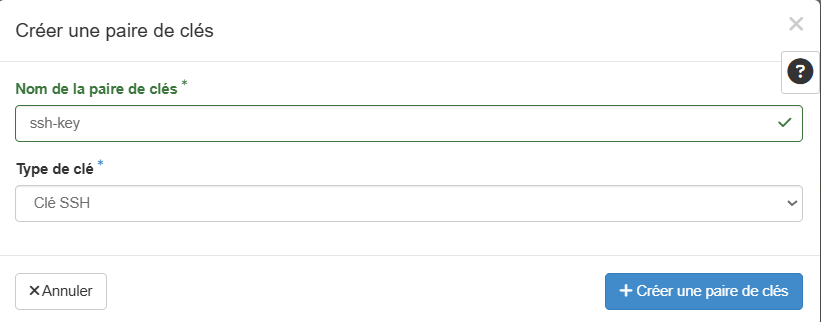 Créer une paire de clés
×
?
Nom de la paire de clés *
ssh-key
Type de clé *
Clé SSH
×Annuler
+ Créer une paire de clés